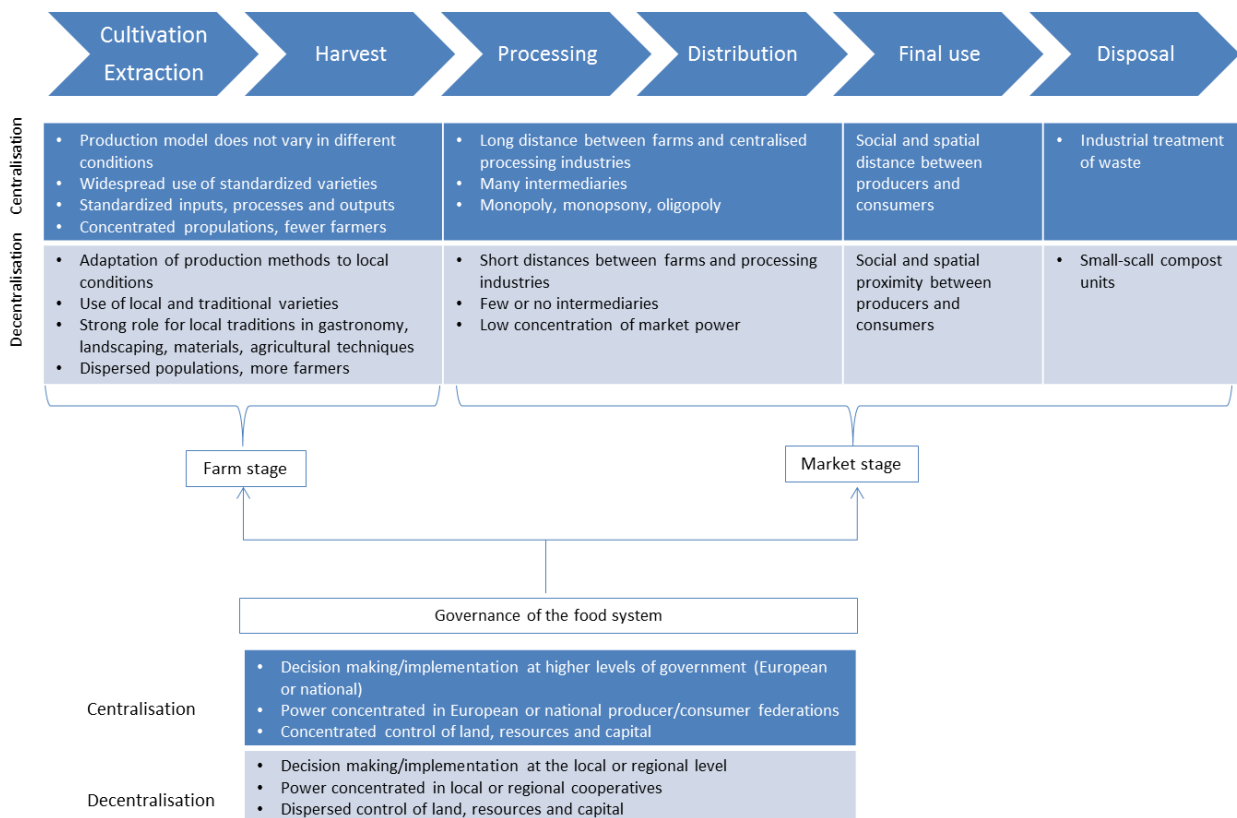 Cultivation
Extraction
Harvest
Processing
Distribution
Final use
Disposal
Centralisation
• Production model does not vary in different
conditions
• Widespread use of standardized varieties
• Standardized inputs, processes and outputs
• Concentrated propulations, fewer farmers
• Long distance between farms and centralised
processing industries
• Many intermediaries
• Monopoly, monopsony, oligopoly
Social and spatial
distance between
producers and
consumers
• Industrial treatment
of waste
Decentralisation
• Adaptation of production methods to local
conditions
• Use of local and traditional varieties
• Strong role for local traditions in gastronomy,
landscaping, materials, agricultural techniques
• Dispersed populations, more farmers
• Short distances between farms and processing
industries
• Few or no intermediaries
• Low concentration of market power
Social and spatial
proximity between
producers and
consumers
• Small-scall compost
units
Farm stage
Market stage
Governance of the food system
Centralisation
• Decision making/implementation at higher levels of government (European
or national)
• Power concentrated in European or national producer/consumer federations
• Concentrated control of land, resources and capital
Decentralisation
• Decision making/implementation at the local or regional level
• Power concentrated in local or regional cooperatives
• Dispersed control of land, resources and capital